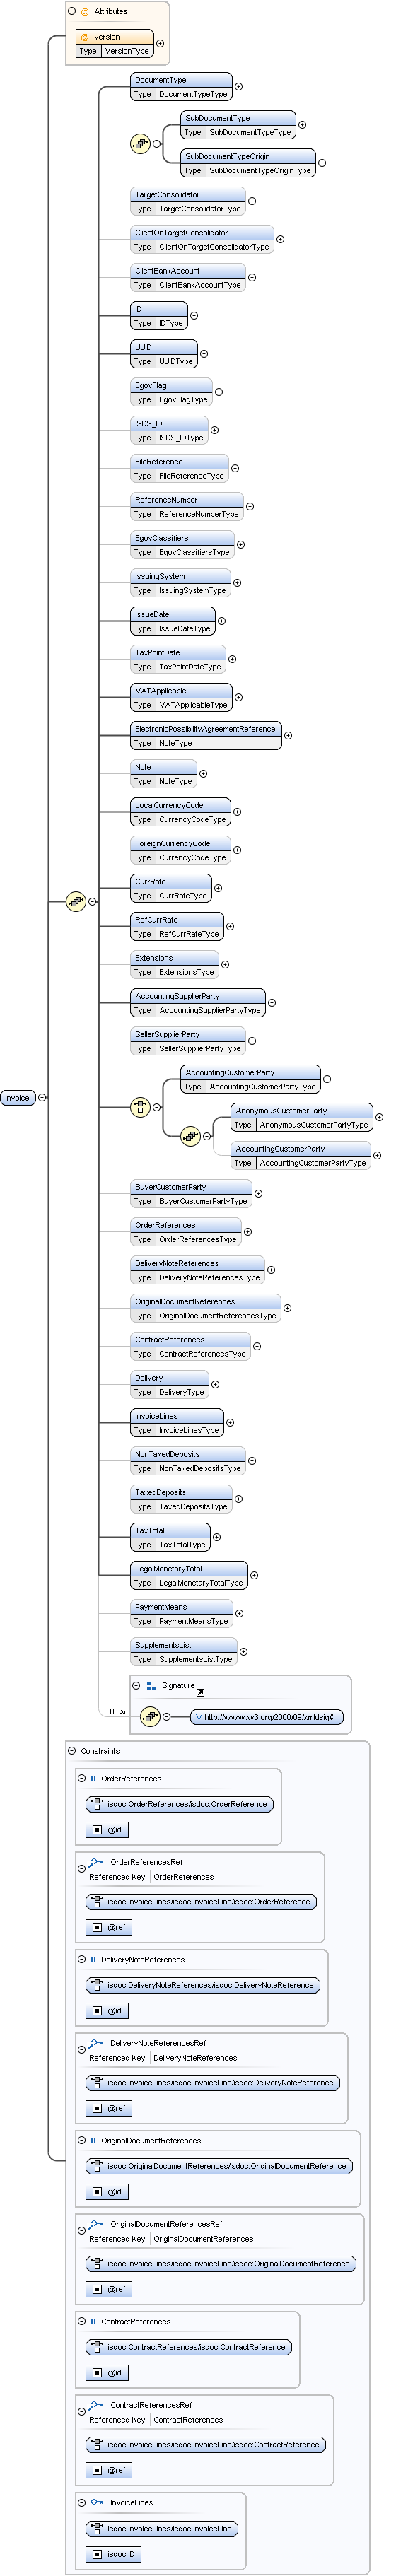 Attributes
@ version
Type VersionType
DocumentType
Type DocumentTypeType
SubDocumentType
Type SubDocumentTypeType
SubDocumentTypeOrigin
Type SubDocumentTypeOriginType
TargetConsolidator
Type TargetConsolidatorType
ClientOnTargetConsolidator
Type ClientOnTargetConsolidatorType
ClientBankAccount
Type ClientBankAccountType
ID
Type IDType
UUID
Type UUIDType
EgovFlag
Type EgovFlagType
ISDS_ID
Type ISDS_IDType
FileReference
Type FileReferenceType
ReferenceNumber
Type ReferenceNumberType
EgovClassifiers
Type EgovClassifiersType
IssuingSystem
Type IssuingSystemType
IssueDate
Type IssueDateType
TaxPointDate
Type TaxPointDateType
VATApplicable
Type VATApplicableType
ElectronicPossibilityAgreementReference
Type NoteType
Note
Type NoteType
LocalCurrencyCode
Type CurrencyCodeType
ForeignCurrencyCode
Type CurrencyCodeType
CurrRate
Type CurrRateType
RefCurrRate
Type RefCurrRateType
Extensions
Type ExtensionsType
AccountingSupplierParty
Type AccountingSupplierPartyType
SellerSupplierParty
Type SellerSupplierPartyType
AccountingCustomerParty
Type AccountingCustomerPartyType
Invoice
AnonymousCustomerParty
Type AnonymousCustomerPartyType
AccountingCustomerParty
Type AccountingCustomerPartyType
BuyerCustomerParty
Type BuyerCustomerPartyType
OrderReferences
Type OrderReferencesType
DeliveryNoteReferences
Type DeliveryNoteReferencesType
OriginalDocumentReferences
Type OriginalDocumentReferencesType
ContractReferences
Type ContractReferencesType
Delivery
Type DeliveryType
InvoiceLines
Type InvoiceLinesType
NonTaxedDeposits
Type NonTaxedDepositsType
TaxedDeposits
Type TaxedDepositsType
TaxTotal
Type TaxTotalType
LegalMonetaryTotal
Type LegalMonetaryTotalType
PaymentMeans
Type PaymentMeansType
SupplementsList
Type SupplementsListType
Signature
0..∞
http://www.w3.org/2000/09/xmldsig#
Constraints
U OrderReferences
isdoc:OrderReferences/isdoc:OrderReference
@id
OrderReferencesRef
Referenced Key OrderReferences
isdoc:InvoiceLines/isdoc:InvoiceLine/isdoc:OrderReference
@ref
U DeliveryNoteReferences
isdoc:DeliveryNoteReferences/isdoc:DeliveryNoteReference
@id
DeliveryNoteReferencesRef
Referenced Key DeliveryNoteReferences
isdoc:InvoiceLines/isdoc:InvoiceLine/isdoc:DeliveryNoteReference
@ref
U OriginalDocumentReferences
isdoc:OriginalDocumentReferences/isdoc:OriginalDocumentReference
@id
OriginalDocumentReferencesRef
Referenced Key OriginalDocumentReferences
isdoc:InvoiceLines/isdoc:InvoiceLine/isdoc:OriginalDocumentReference
@ref
U ContractReferences
isdoc:ContractReferences/isdoc:ContractReference
@id
ContractReferencesRef
Referenced Key ContractReferences
isdoc:InvoiceLines/isdoc:InvoiceLine/isdoc:ContractReference
@ref
InvoiceLines
isdoc:InvoiceLines/isdoc:InvoiceLine
isdoc:ID